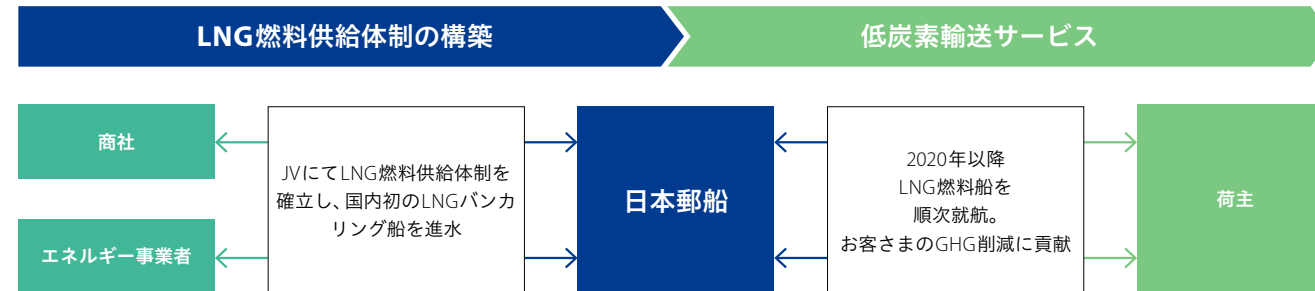 LNG燃料供給体制の構築
低炭素輸送サービス
商社
エネルギー事業者
JVにてLNG燃料供給体制を
確立し、国内初のLNGバンカ
リング船を進水
日本郵船
2020年以降
LNG燃料船を
順次就航。
お客さまのGHG削減に貢献
荷主